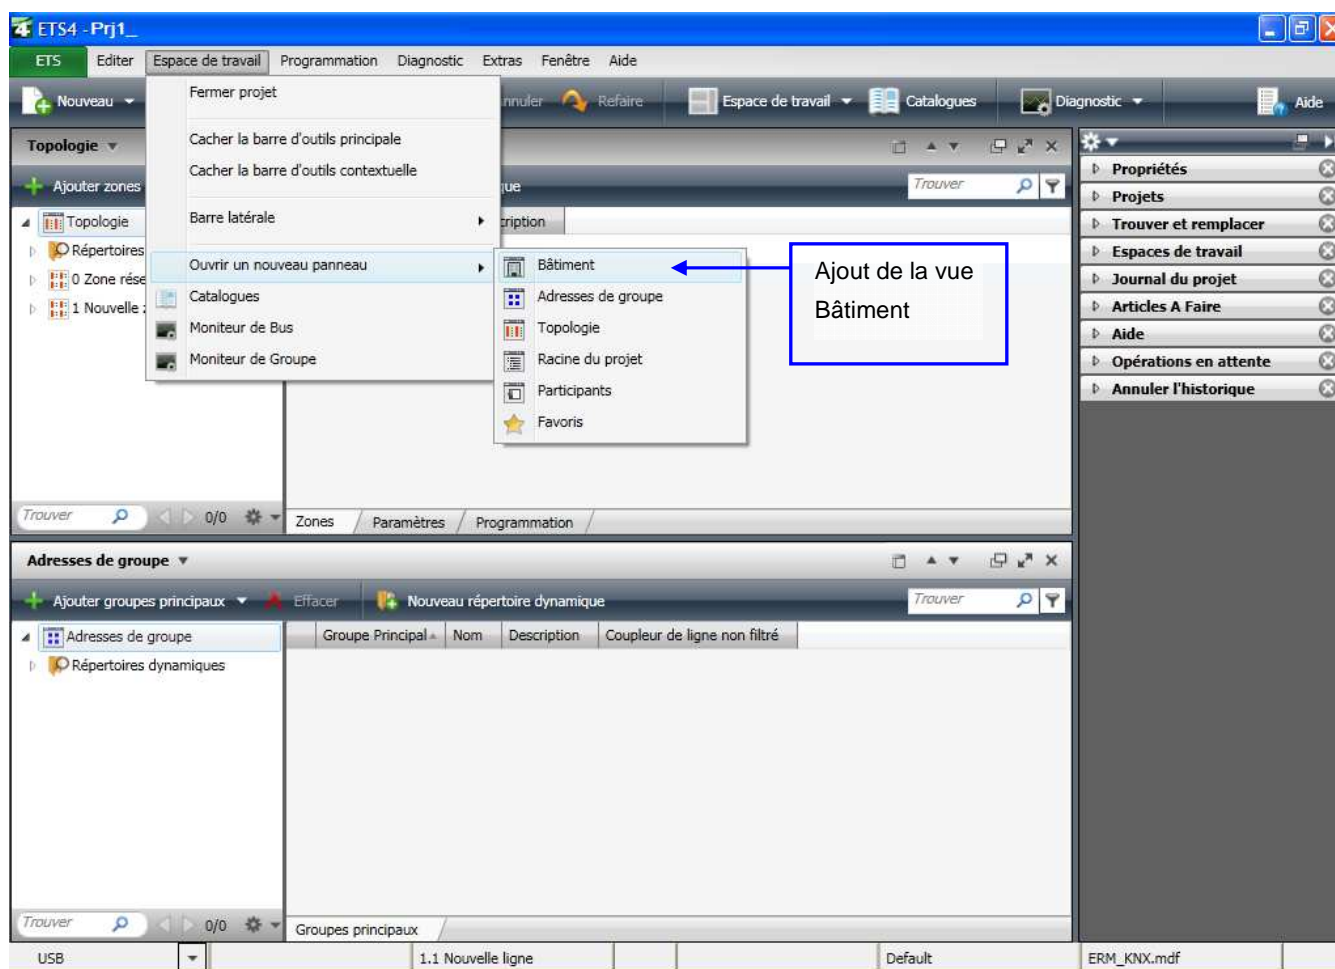 ETS4 - Prj1_
ETS Editer Espace de travail Programmation Diagnostic Extras Fenêtre Aide
Nouveau Refaire Espace de travail Catalogues Diagnostic Aide
Fermer projet
Cacher la barre d'outils principale
Cacher la barre d'outils contextuelle
Barre latérale
Ouvrir un nouveau panneau
Catalogues
Moniteur de Bus
Moniteur de Groupe
Bâtiment
Adresses de groupe
Topologie
Racine du projet
Participants
Favoris
Ajout de la vue
Bâtiment
Topologie
Ajouter zones
Trouver
Topologie
Répertoires
0 Zone rése
1 Nouvelle
Trouver 0/0
Zones Paramètres Programmation
Propriétés
Projets
Trouver et remplacer
Espaces de travail
Journal du projet
Articles A Faire
Aide
Opérations en attente
Annuler l'historique
Adresses de groupe
Ajouter groupes principaux Effacer Nouveau répertoire dynamique Trouver
Adresses de groupe
Répertoires dynamiques
Groupe Principal Nom Description Coupleur de ligne non filtré
Trouver 0/0
Groupes principaux
USB 1.1 Nouvelle ligne Default ERM_KNX.mdf